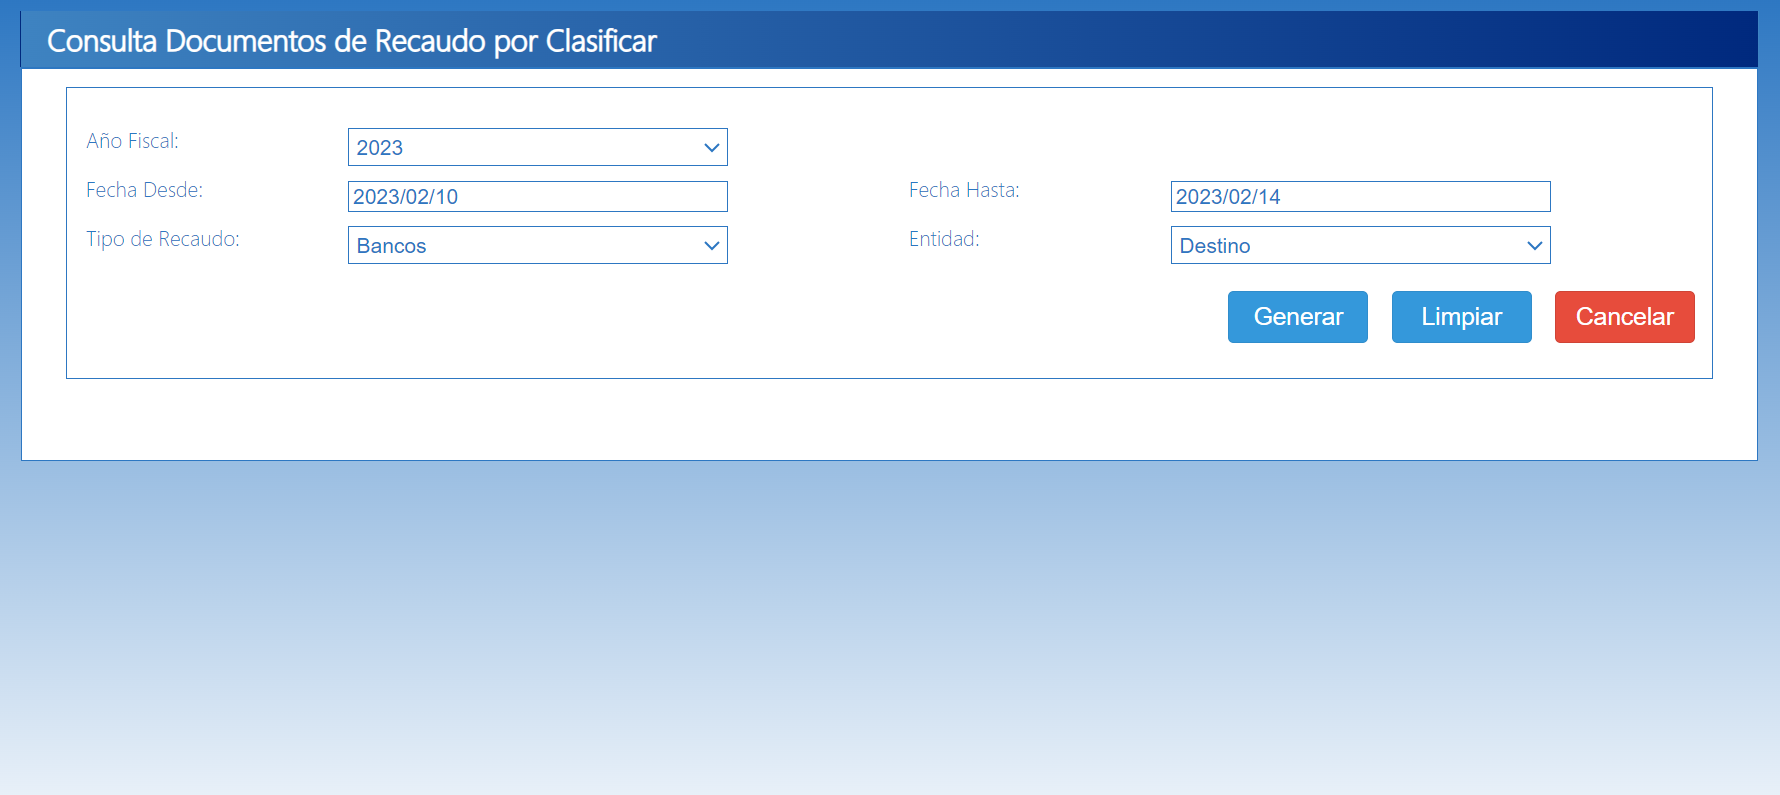 Consulta Documentos de Recaudo por Clasificar
Año Fiscal: 2023
Fecha Desde: 2023/02/10 Fecha Hasta: 2023/02/14
Tipo de Recaudo: Bancos Entidad: Destino
Generar Limpiar Cancelar